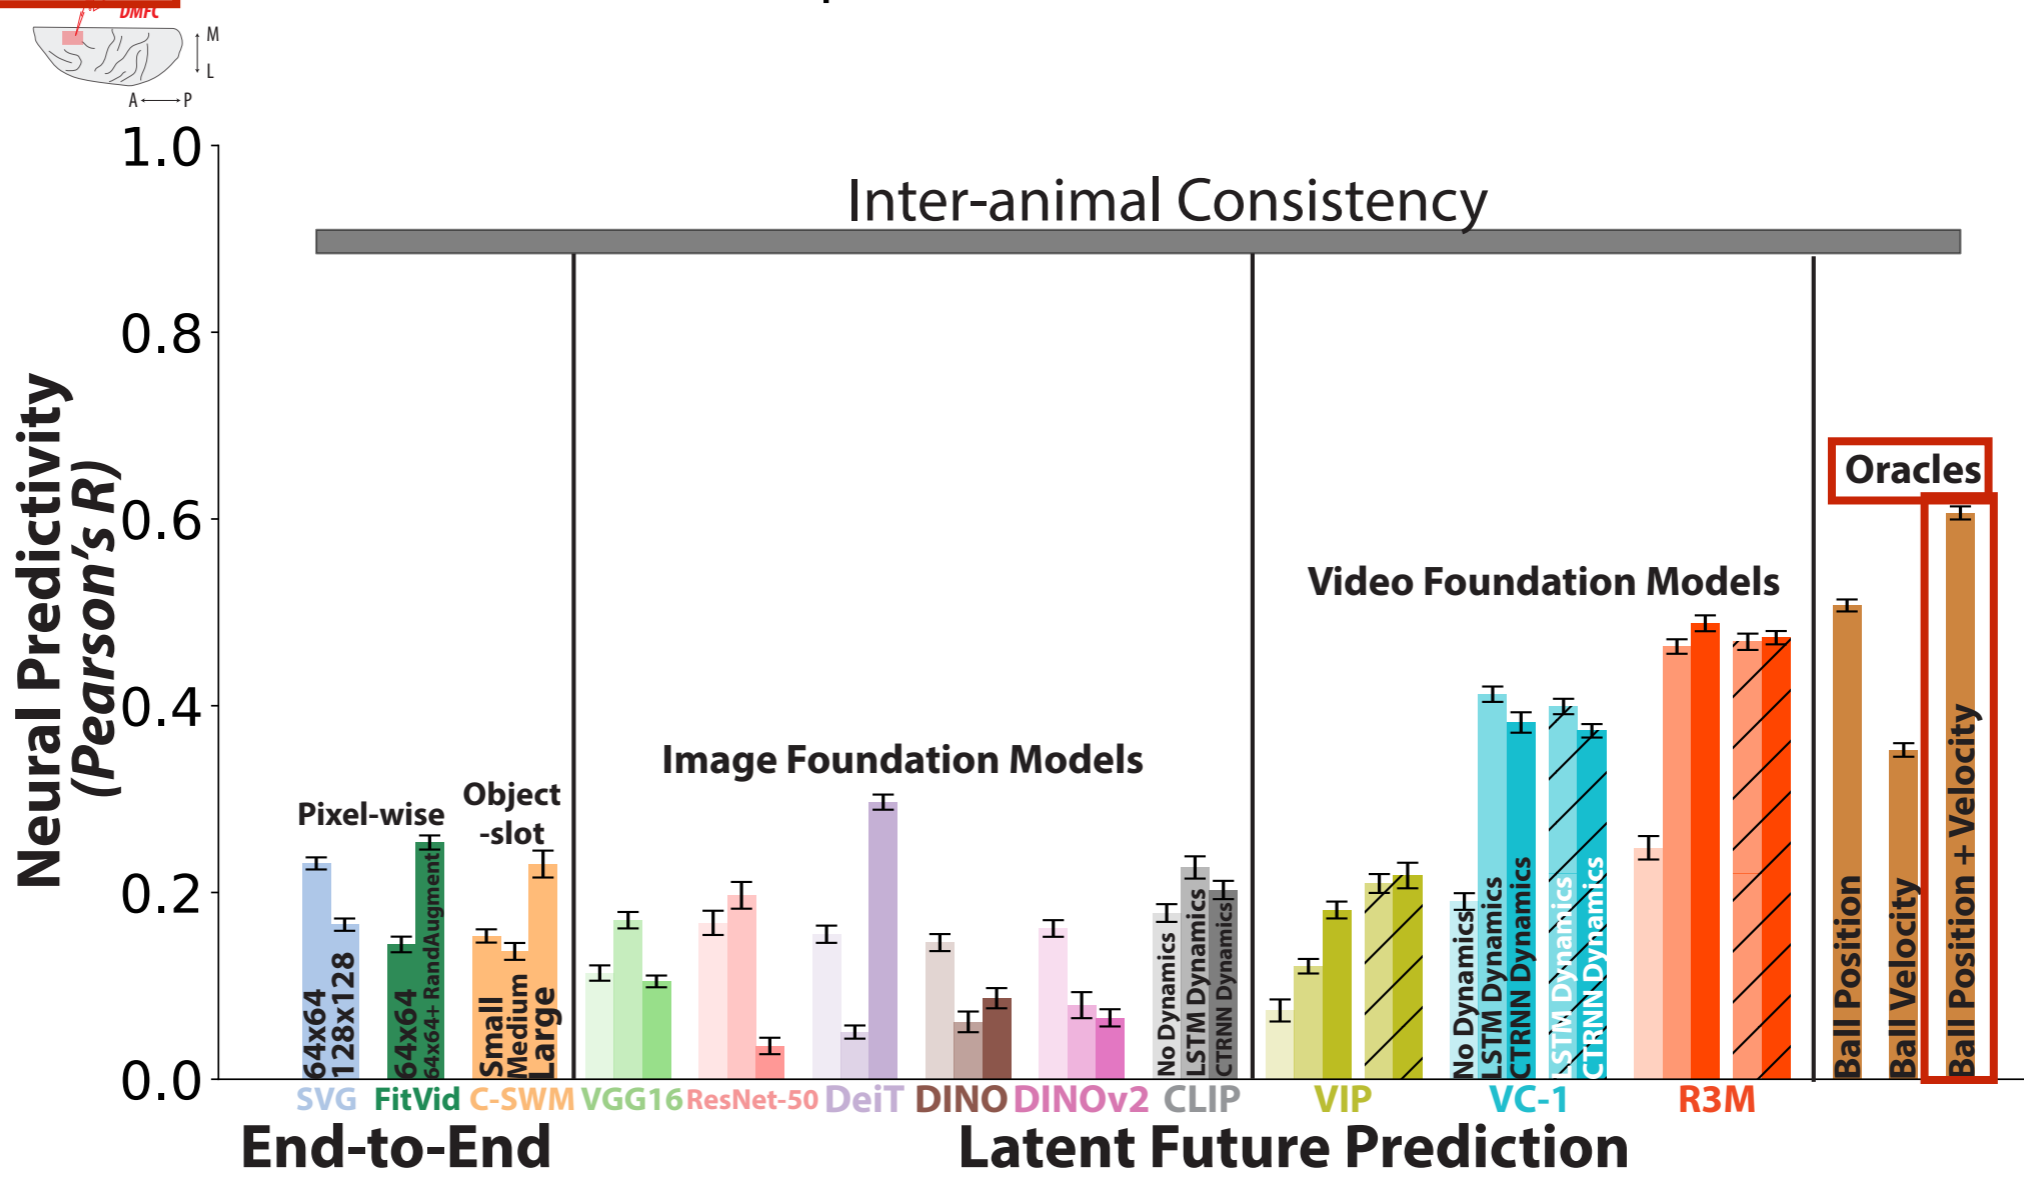 DMFC
M
L
A P
1.0
0.8
0.6
0.4
0.2
0.0
Neural Predictivity
(Pearson's R)
Inter-animal Consistency
Pixel-wise
Object
-slot
Image Foundation Models
Video Foundation Models
Oracles
64x64
128x128
64x64
64x64+ RandAugment
Small
Medium
Large
No Dynamics
LSTM Dynamics
CTRNN Dynamics
No Dynamics
LSTM Dynamics
CTRNN Dynamics
LSTM Dynamics
CTRNN Dynamics
Ball Position
Ball Velocity
Ball Position + Velocity
SVG FitVid C-SWM VGG16 ResNet-50 DeiT DINO DINOv2 CLIP VIP VC-1 R3M
End-to-End Latent Future Prediction